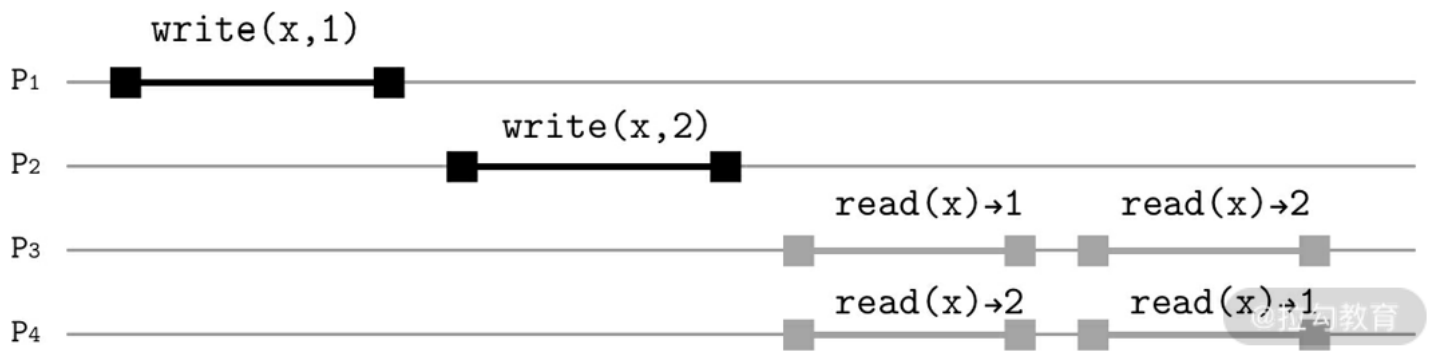 write(x,1)
P1
write(x,2)
P2
read(x)→1 read(x)→2
P3
read(x)→2 read(x)→1
P4
@拉勾教育